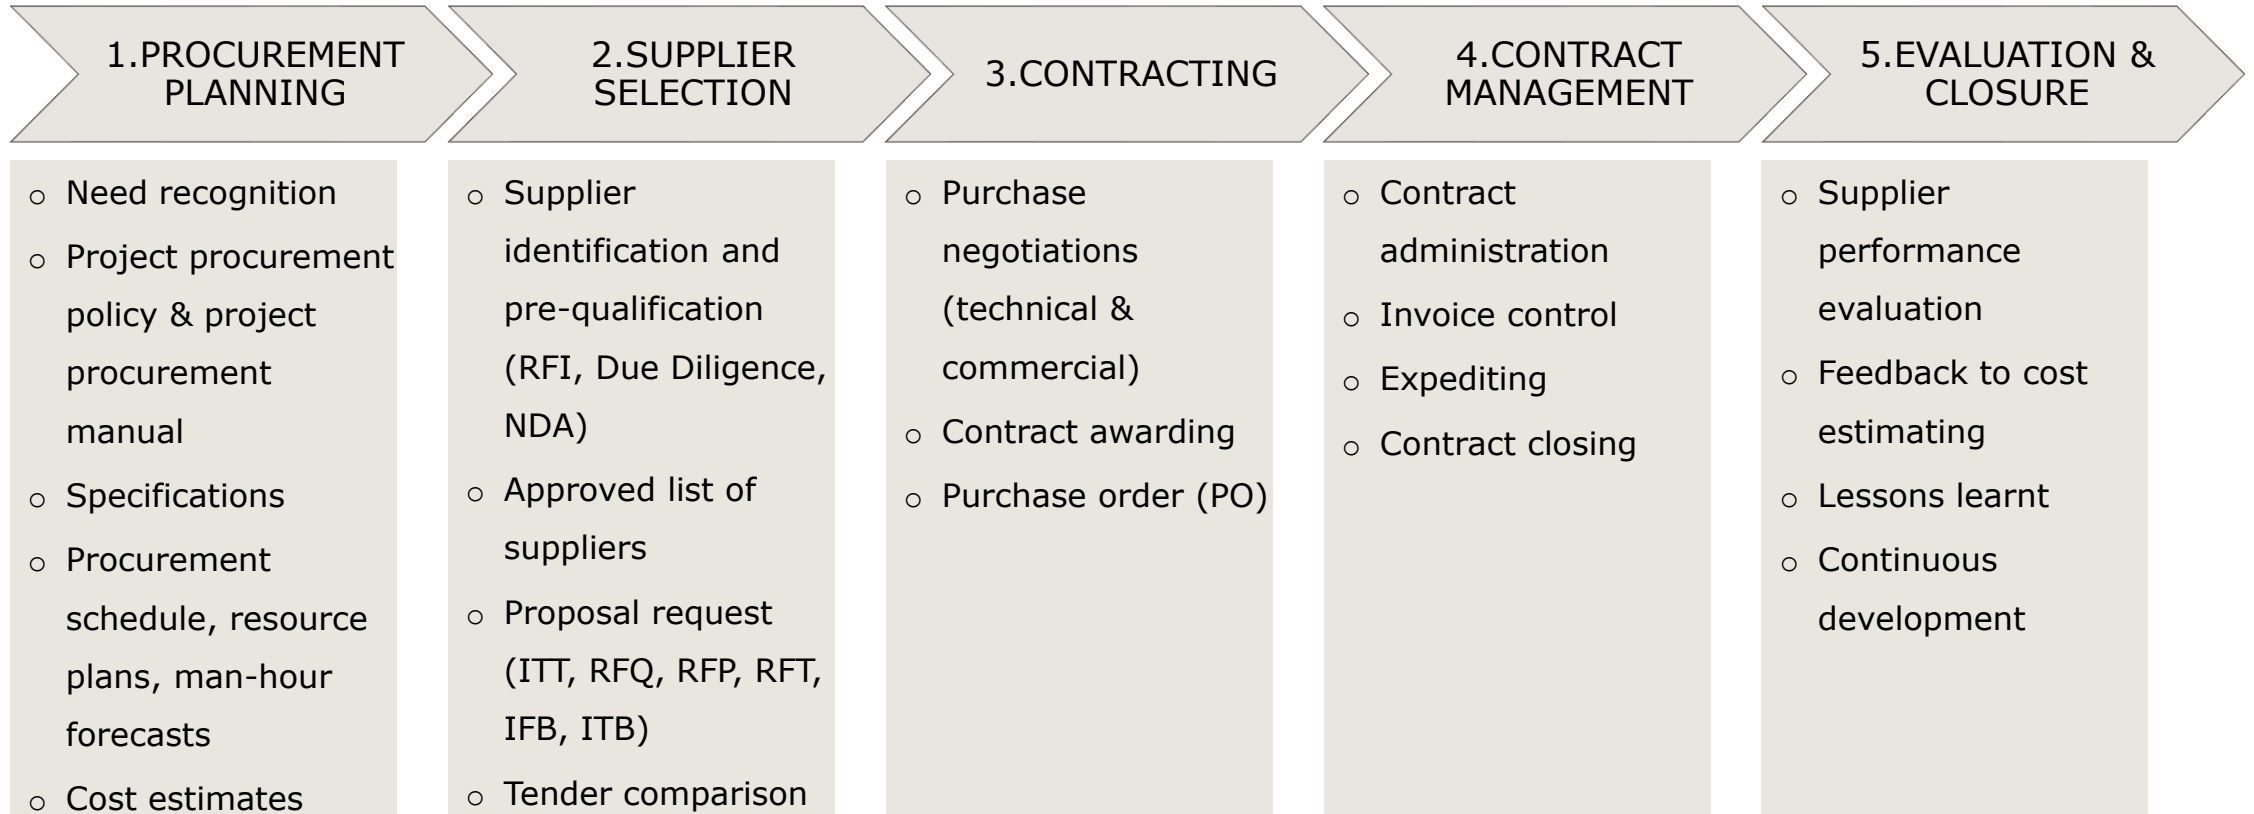 1.PROCUREMENT
PLANNING
2.SUPPLIER
SELECTION
3.CONTRACTING
4.CONTRACT
MANAGEMENT
5.EVALUATION &
CLOSURE
o Need recognition
o Project procurement
policy & project
procurement
manual
o Specifications
o Procurement
schedule, resource
plans, man-hour
forecasts
o Cost estimates
o Supplier
identification and
pre-qualification
(RFI, Due Diligence,
NDA)
o Approved list of
suppliers
o Proposal request
(ITT, RFQ, RFP, RFT,
IFB, ITB)
o Tender comparison
o Purchase
negotiations
(technical &
commercial)
o Contract awarding
o Purchase order (PO)
o Contract
administration
o Invoice control
o Expediting
o Contract closing
o Supplier
performance
evaluation
o Feedback to cost
estimating
o Lessons learnt
o Continuous
development